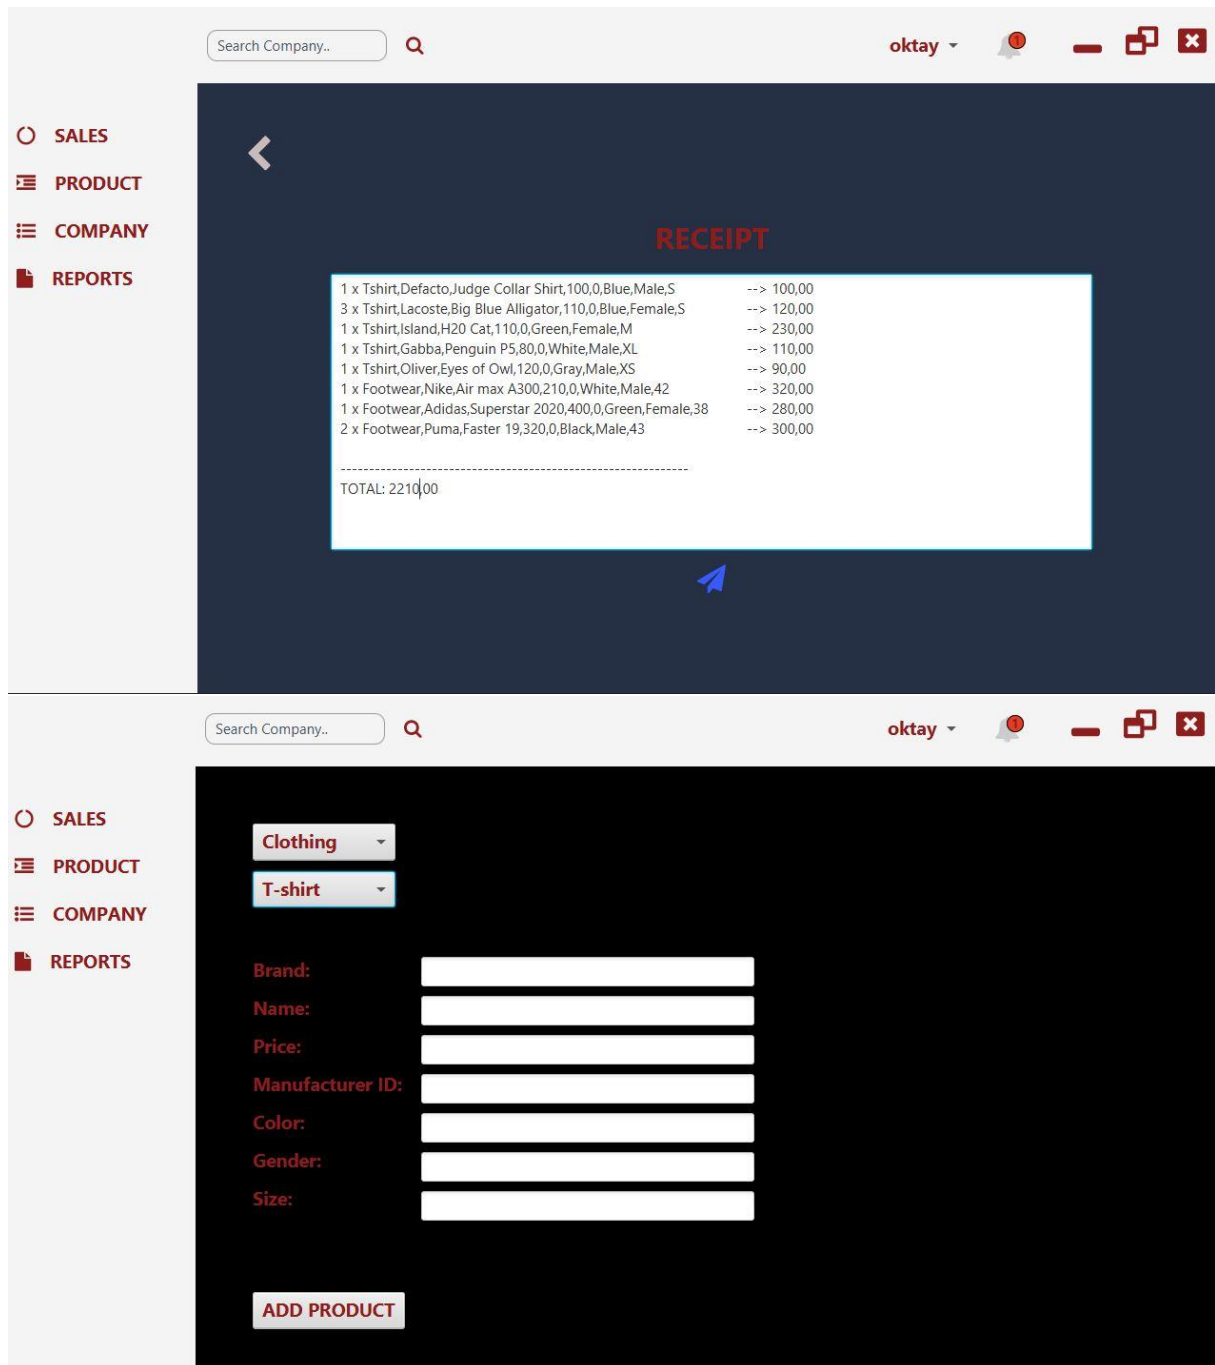 Search Company..
oktay
1
SALES
PRODUCT
COMPANY
REPORTS
RECEIPT
1 x Tshirt,Defacto,Judge Collar Shirt,100,0,Blue,Male,S --> 100,00
3 x Tshirt,Lacoste,Big Blue Alligator,110,0,Blue,Female,S --> 120,00
1 x Tshirt,Island,H20 Cat,110,0,Green,Female,M --> 230,00
1 x Tshirt,Gabba,Penguin P5,80,0,White,Male,XL --> 110,00
1 x Tshirt,Oliver,Eyes of Owl,120,0,Gray,Male,XS --> 90,00
1 x Footwear,Nike,Air max A300,210,0,White,Male,42 --> 320,00
1 x Footwear,Adidas,Superstar 2020,400,0,Green,Female,38 --> 280,00
2 x Footwear,Puma,Faster 19,320,0,Black,Male,43 --> 300,00
-------------------------------------------------------------
TOTAL: 2210,00
Search Company..
oktay
1
SALES
PRODUCT
COMPANY
REPORTS
Clothing
T-shirt
Brand:
Name:
Price:
Manufacturer ID:
Color:
Gender:
Size:
ADD PRODUCT